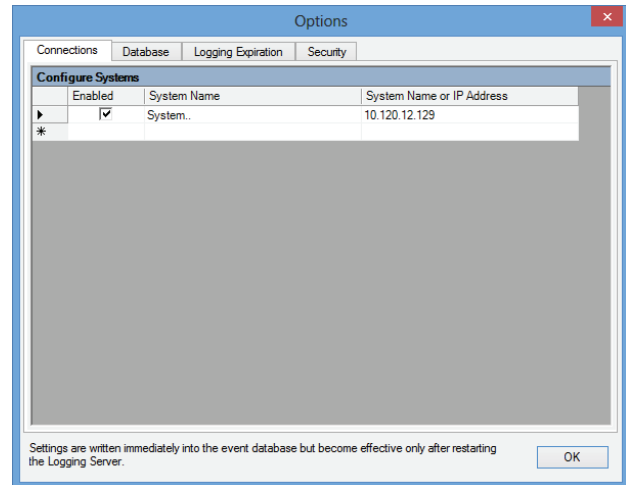 Options
Connections Database Logging Expiration Security
Configure Systems
Enabled System Name System Name or IP Address
System.. 10.120.12.129
Settings are written immediately into the event database but become effective only after restarting
the Logging Server.
OK